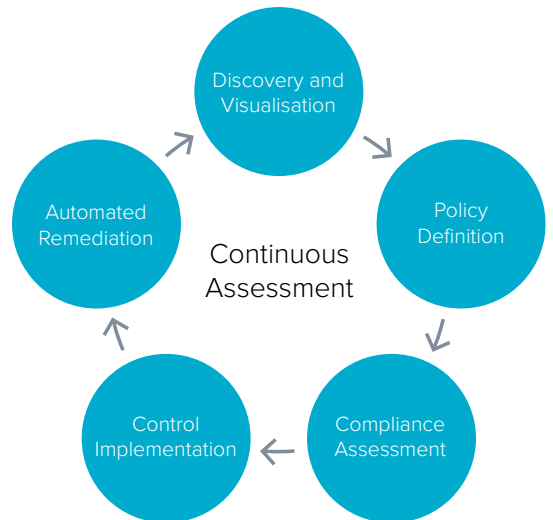 Discovery and
Visualisation
Policy
Definition
Compliance
Assessment
Control
Implementation
Automated
Remediation
Continuous
Assessment